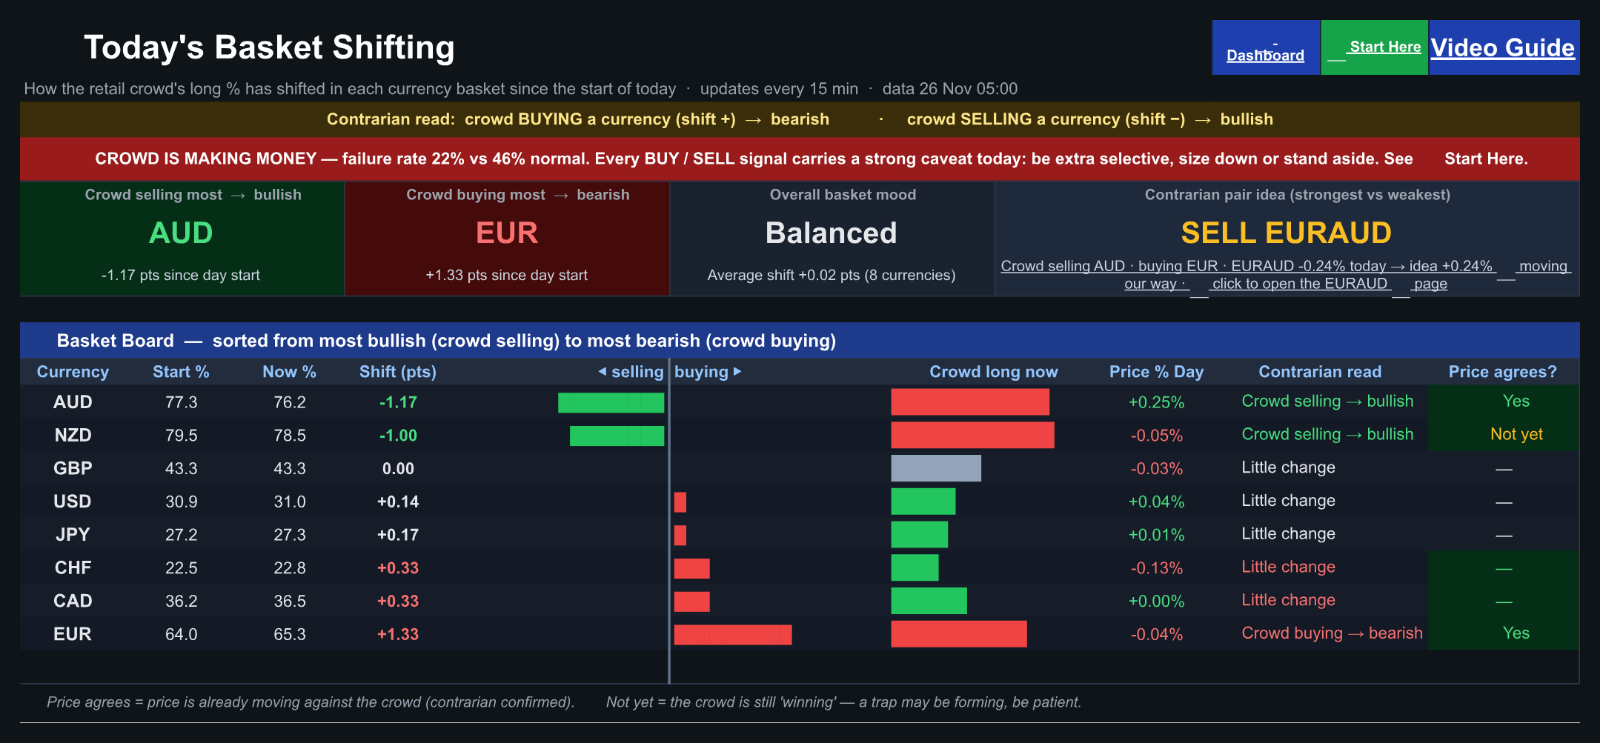 Today's Basket Shifting
Dashboard
Start Here
Video Guide
How the retail crowd's long % has shifted in each currency basket since the start of today · updates every 15 min · data 26 Nov 05:00
Contrarian read: crowd BUYING a currency (shift +) → bearish · crowd SELLING a currency (shift −) → bullish
CROWD IS MAKING MONEY — failure rate 22% vs 46% normal. Every BUY / SELL signal carries a strong caveat today: be extra selective, size down or stand aside. See Start Here.
Crowd selling most → bullish
AUD
-1.17 pts since day start
Crowd buying most → bearish
EUR
+1.33 pts since day start
Overall basket mood
Balanced
Average shift +0.02 pts (8 currencies)
Contrarian pair idea (strongest vs weakest)
SELL EURAUD
Crowd selling AUD · buying EUR · EURAUD -0.24% today → idea +0.24% moving
our way · click to open the EURAUD page
Basket Board — sorted from most bullish (crowd selling) to most bearish (crowd buying)
Currency Start % Now % Shift (pts) ◄ selling buying ► Crowd long now Price % Day Contrarian read Price agrees?
AUD 77.3 76.2 -1.17 +0.25% Crowd selling → bullish Yes
NZD 79.5 78.5 -1.00 -0.05% Crowd selling → bullish Not yet
GBP 43.3 43.3 0.00 -0.03% Little change —
USD 30.9 31.0 +0.14 +0.04% Little change —
JPY 27.2 27.3 +0.17 +0.01% Little change —
CHF 22.5 22.8 +0.33 -0.13% Little change —
CAD 36.2 36.5 +0.33 +0.00% Little change —
EUR 64.0 65.3 +1.33 -0.04% Crowd buying → bearish Yes
Price agrees = price is already moving against the crowd (contrarian confirmed). Not yet = the crowd is still 'winning' — a trap may be forming, be patient.